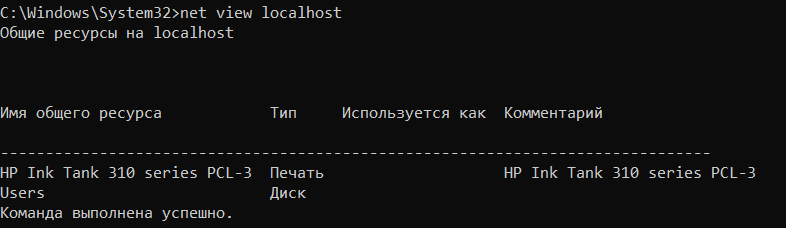 C:\Windows\System32>net view localhost
Общие ресурсы на localhost
Имя общего ресурса Тип Используется как Комментарий
-------------------------------------------------------------------------------
HP Ink Tank 310 series PCL-3 Печать HP Ink Tank 310 series PCL-3
Users Диск
Команда выполнена успешно.